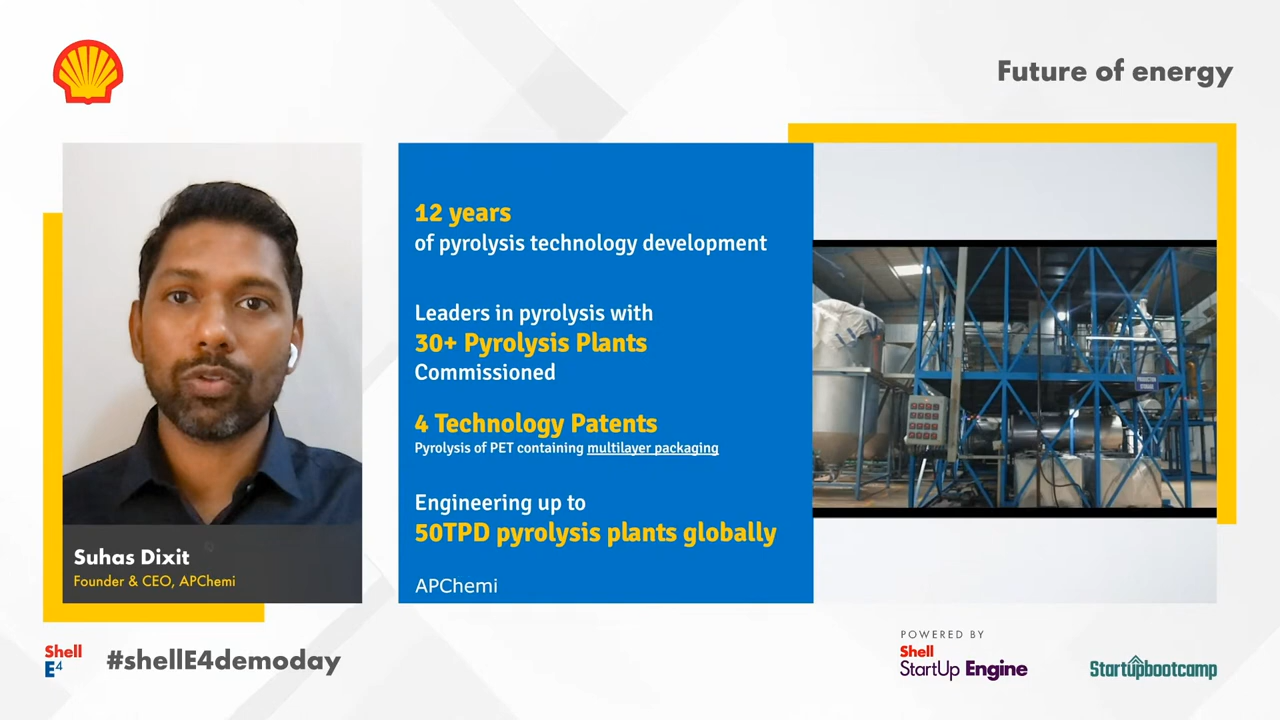 Future of energy
12 years
of pyrolysis technology development
Leaders in pyrolysis with
30+ Pyrolysis Plants
Commissioned
4 Technology Patents
Pyrolysis of PET containing multilayer packaging
Engineering up to
50TPD pyrolysis plants globally
APChemi
Suhas Dixit
Founder & CEO, APChemi
Shell
E4
#shellE4demoday
POWERED BY
Shell
StartUp Engine
Startupbootcamp